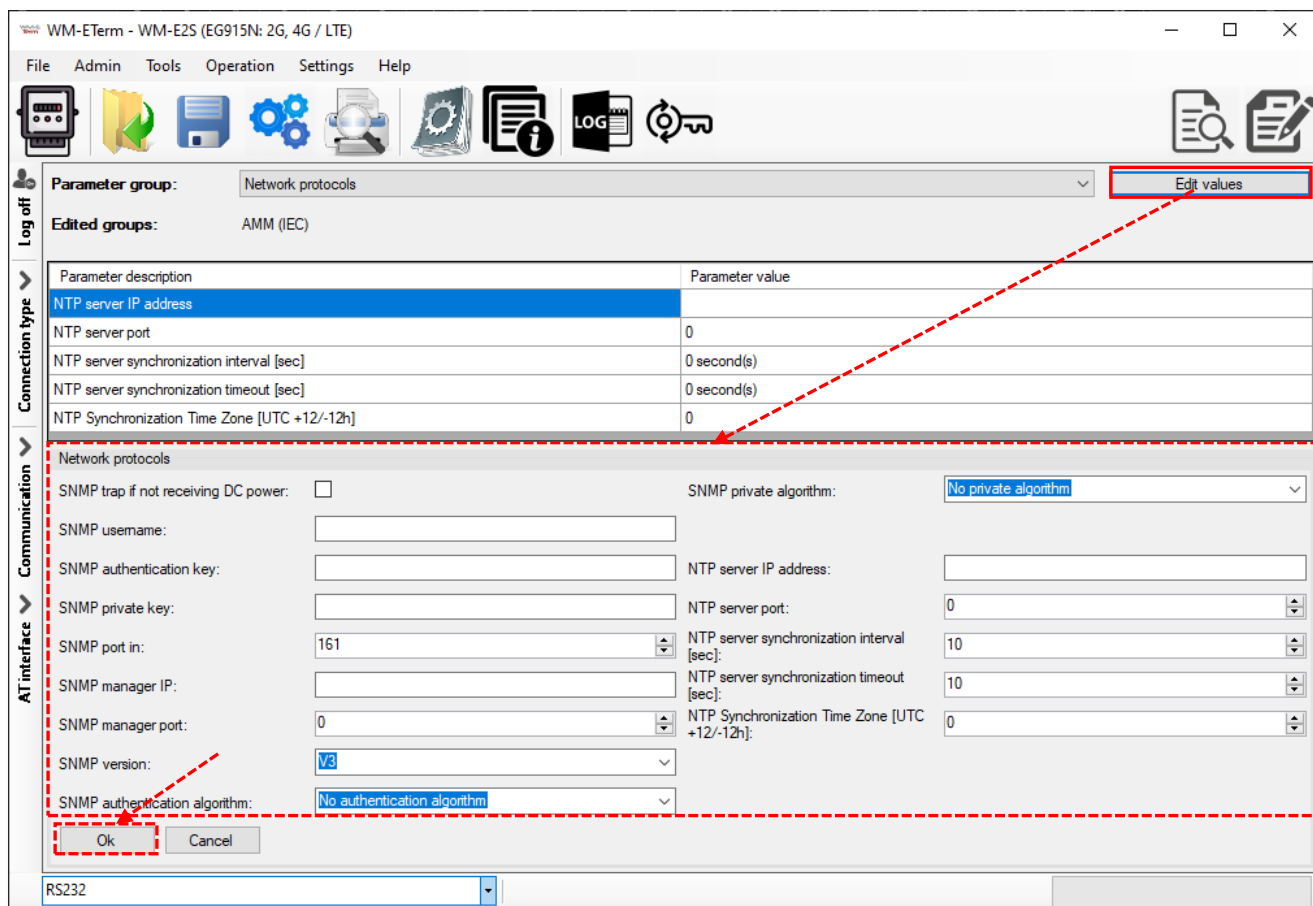 WM-ETerm - WM-E2S (EG915N: 2G, 4G / LTE)
File Admin Tools Operation Settings Help
LOG
Log off
Connection type
Communication
AT interface
Parameter group: Network protocols Edit values
Edited groups: AMM (IEC)
Parameter description Parameter value
NTP server IP address
NTP server port 0
NTP server synchronization interval [sec] 0 second(s)
NTP server synchronization timeout [sec] 0 second(s)
NTP Synchronization Time Zone [UTC +12/-12h] 0
Network protocols
SNMP trap if not receiving DC power: SNMP private algorithm: No private algorithm
SNMP username:
SNMP authentication key: NTP server IP address:
SNMP private key: NTP server port: 0
SNMP port in: 161 NTP server synchronization interval
[sec]: 10
SNMP manager IP: NTP server synchronization timeout
[sec]: 10
SNMP manager port: 0 NTP Synchronization Time Zone [UTC
+12/-12h]: 0
SNMP version: V3
SNMP authentication algorithm: No authentication algorithm
Ok Cancel
RS232